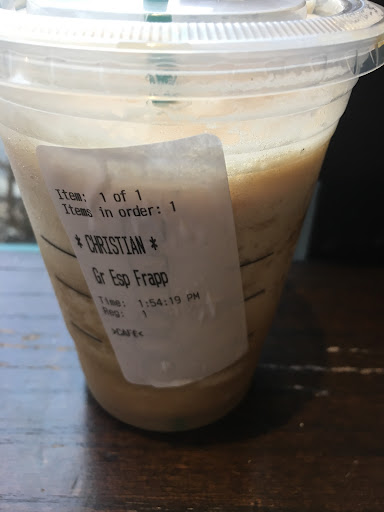 Item: 1 of 1
Items in order: 1
* CHRISTIAN *
Gr Esp Frapp
Time: 1:54:19 PM
Reg: 1
>CAFE<